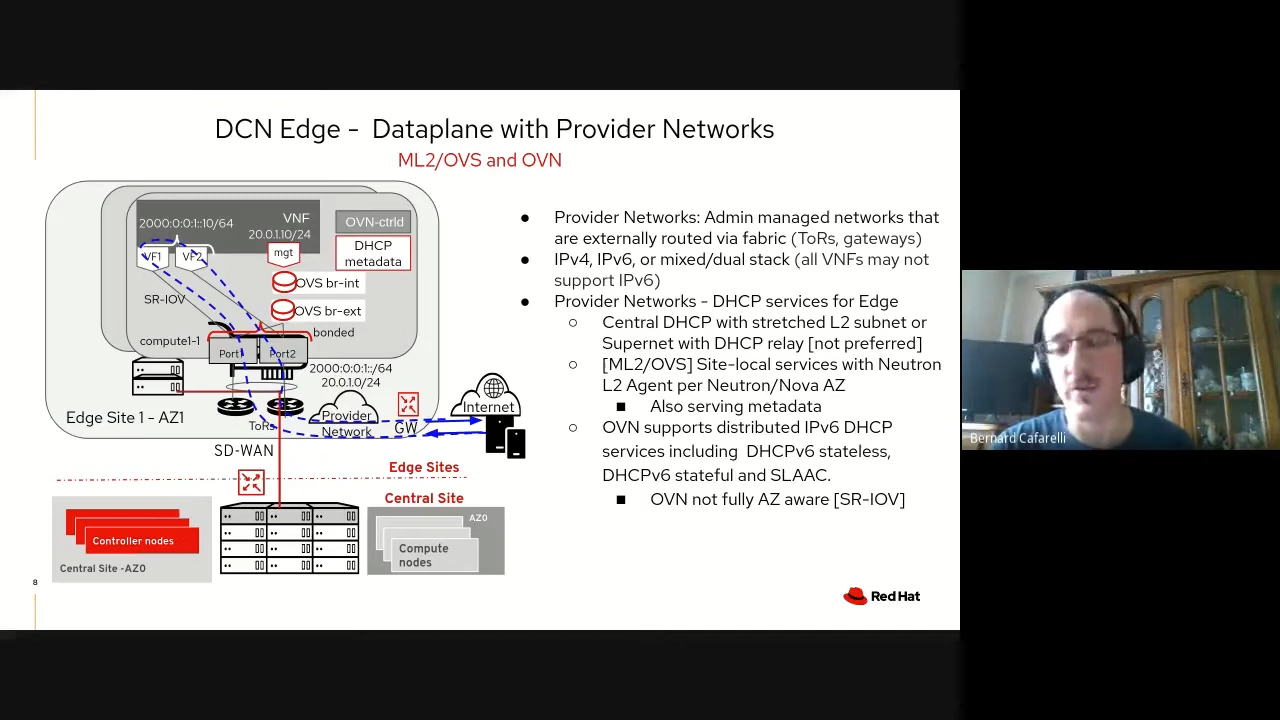 DCN Edge - Dataplane with Provider Networks
ML2/OVS and OVN
2000:0:0:1::10/64
VNF
20.0.1.10/24
OVN-ctrld
DHCP
metadata
VF1
VF2
mgt
OVS br-int
SR-IOV
OVS br-ext
bonded
compute1-1
Port1
Port2
2000:0:0:1::/64
20.0.1.0/24
Edge Site 1 - AZ1
ToRs
Provider
Network
GW
Internet
SD-WAN
Edge Sites
Central Site
Controller nodes
Central Site -AZ0
AZ0
Compute
nodes
8
● Provider Networks: Admin managed networks that
are externally routed via fabric (ToRs, gateways)
● IPv4, IPv6, or mixed/dual stack (all VNFs may not
support IPv6)
● Provider Networks - DHCP services for Edge
○ Central DHCP with stretched L2 subnet or
Supernet with DHCP relay [not preferred]
○ [ML2/OVS] Site-local services with Neutron
L2 Agent per Neutron/Nova AZ
■ Also serving metadata
○ OVN supports distributed IPv6 DHCP
services including DHCPv6 stateless,
DHCPv6 stateful and SLAAC.
■ OVN not fully AZ aware [SR-IOV]
Red Hat
Bernard Cafarelli